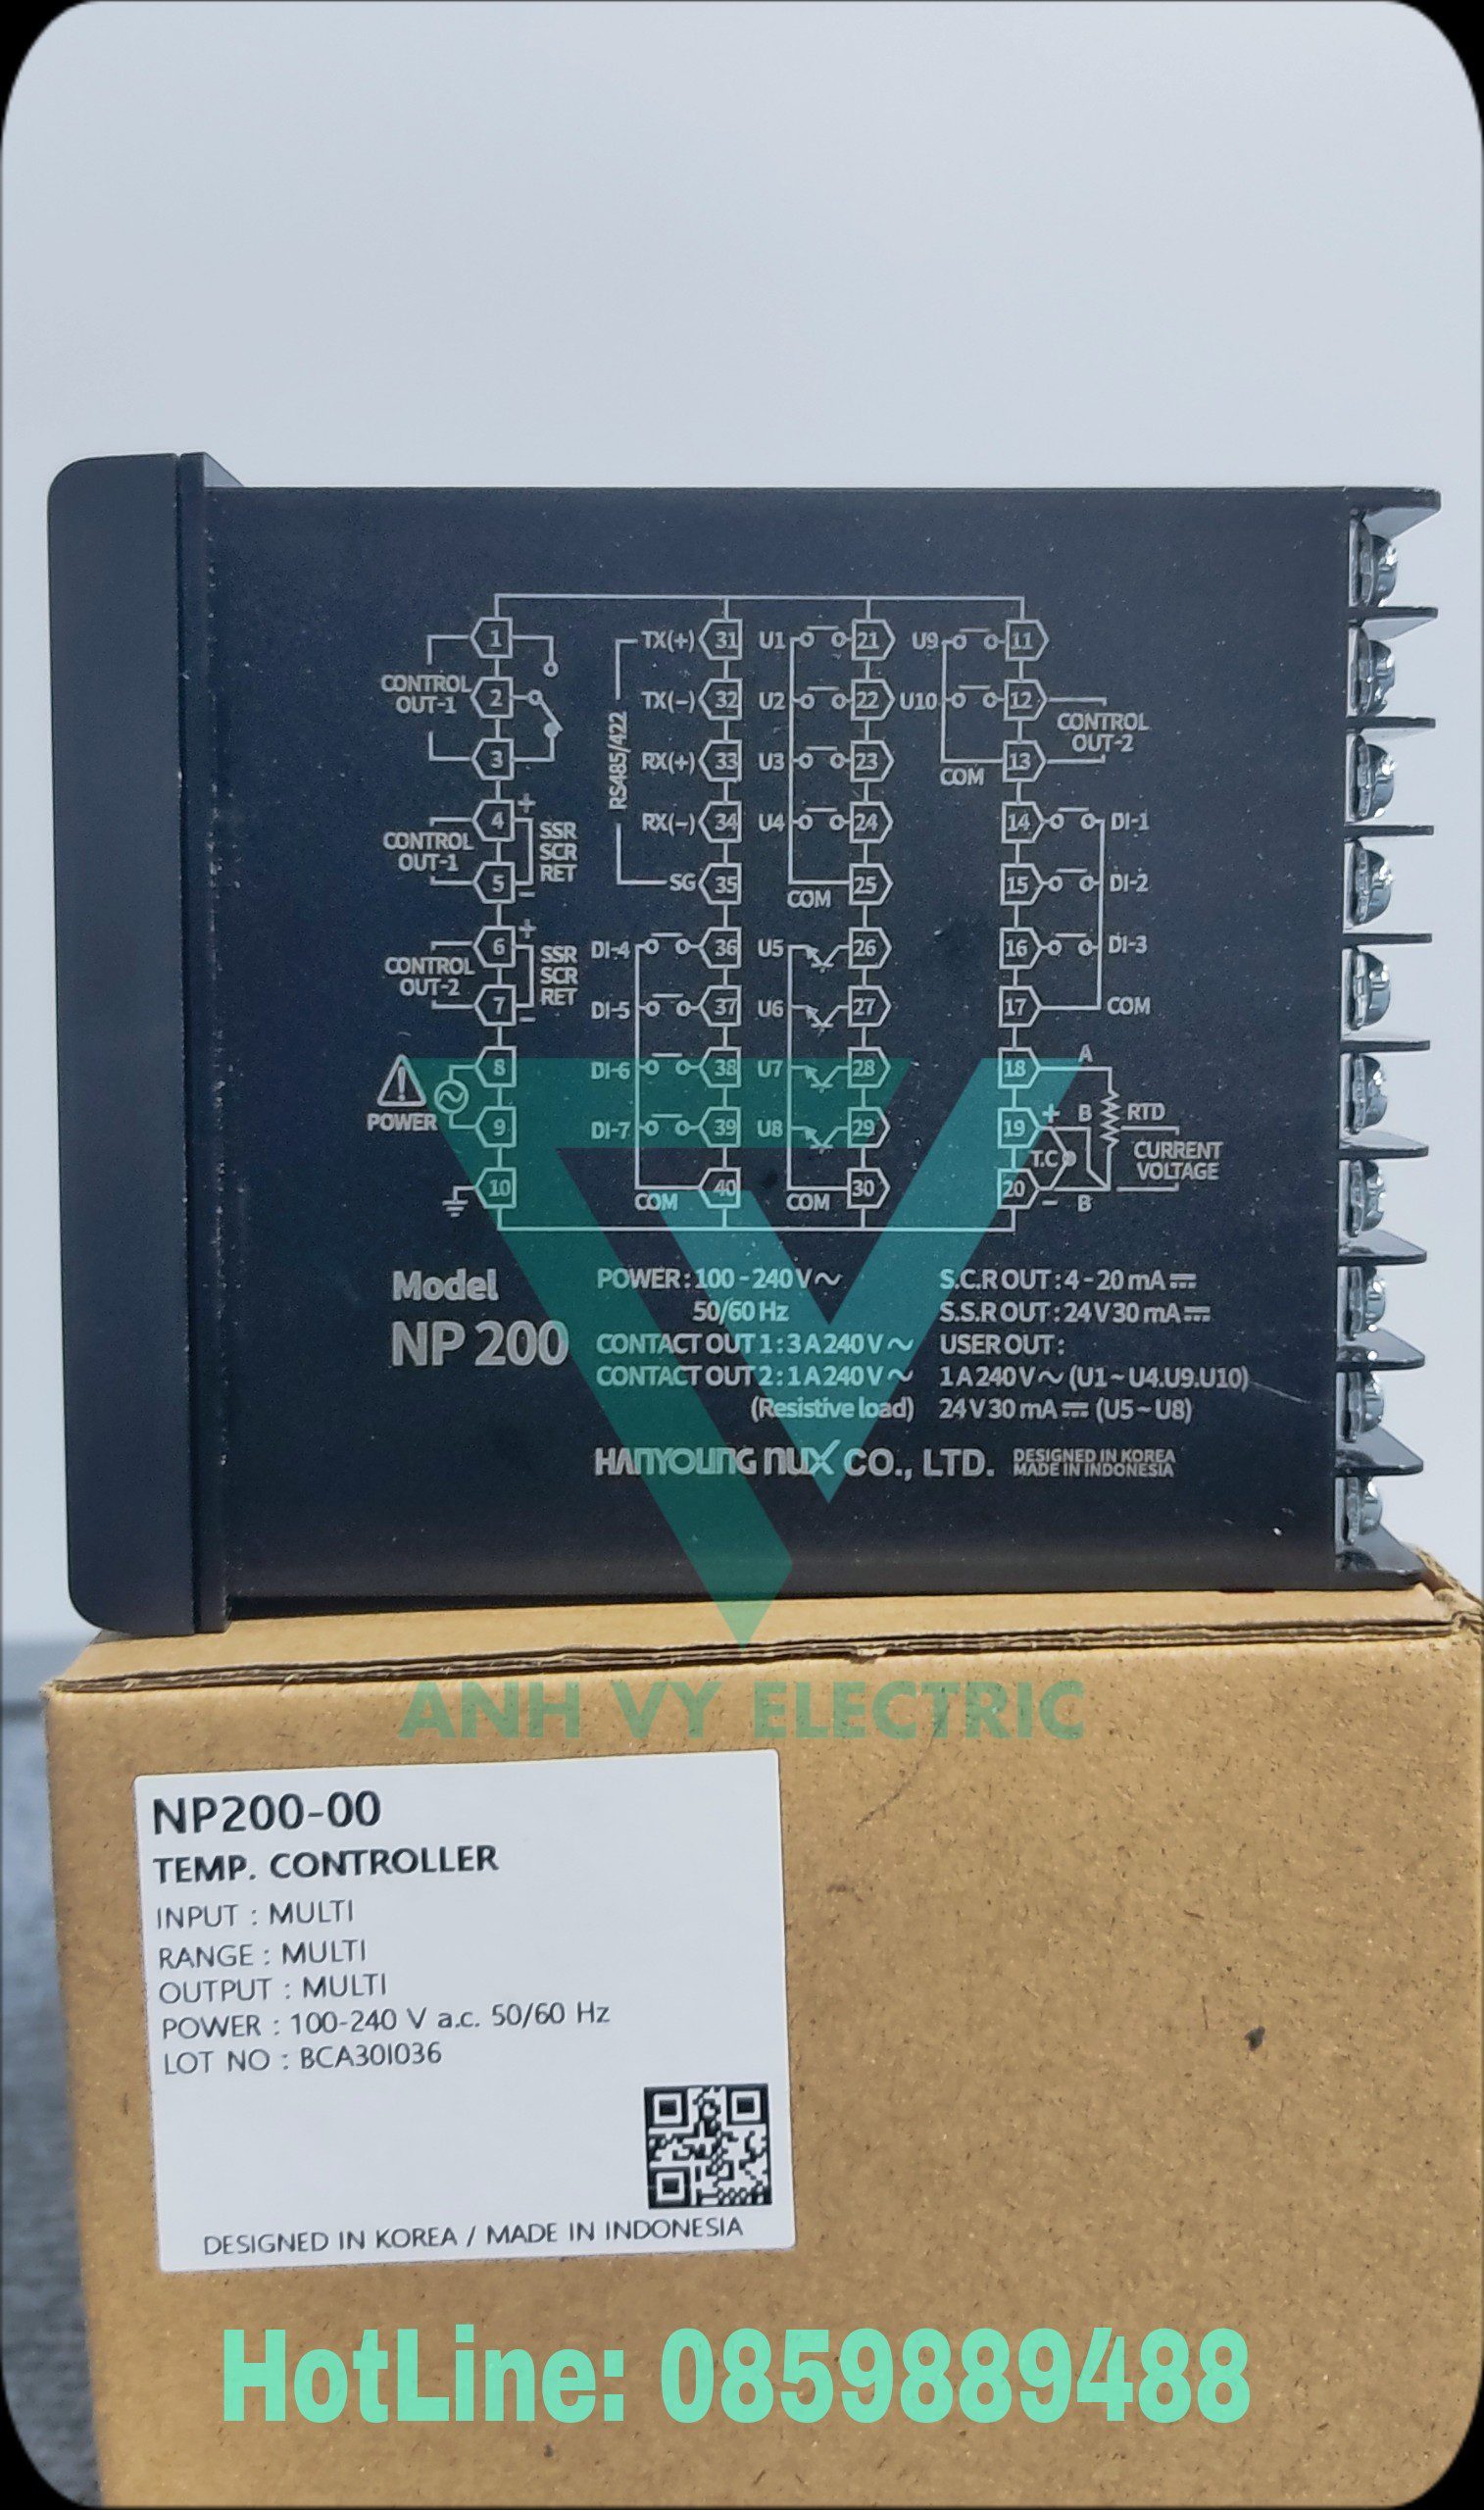 1
2
3
4
5
6
7
8
9
10
CONTROL
OUT-1
CONTROL
OUT-1
+
SSR
SCR
RET
−
CONTROL
OUT-2
+
SSR
SCR
RET
−
POWER
RS485/422
TX(+) 31
TX(−) 32
RX(+) 33
RX(−) 34
SG 35
DI-4 36
DI-5 37
DI-6 38
DI-7 39
COM 40
U1 21
U2 22
U3 23
U4 24
COM 25
U5 26
U6 27
U7 28
U8 29
COM 30
U9 11
U10 12
COM 13
CONTROL
OUT-2
14 DI-1
15 DI-2
16 DI-3
17 COM
18 A
19 + B RTD
T.C
CURRENT
VOLTAGE
20 − B
Model
NP 200
POWER : 100 - 240 V ~
50/60 Hz
CONTACT OUT 1 : 3 A 240 V ~
CONTACT OUT 2 : 1 A 240 V ~
(Resistive load)
S.C.R OUT : 4 - 20 mA ⎓
S.S.R OUT : 24 V 30 mA ⎓
USER OUT :
1 A 240 V ~ (U1 ~ U4.U9.U10)
24 V 30 mA ⎓ (U5 ~ U8)
HANYOUNG NUX CO., LTD.
DESIGNED IN KOREA
MADE IN INDONESIA
ANH VY ELECTRIC
NP200-00
TEMP. CONTROLLER
INPUT : MULTI
RANGE : MULTI
OUTPUT : MULTI
POWER : 100-240 V a.c. 50/60 Hz
LOT NO : BCA30I036
DESIGNED IN KOREA / MADE IN INDONESIA
HotLine: 0859889488